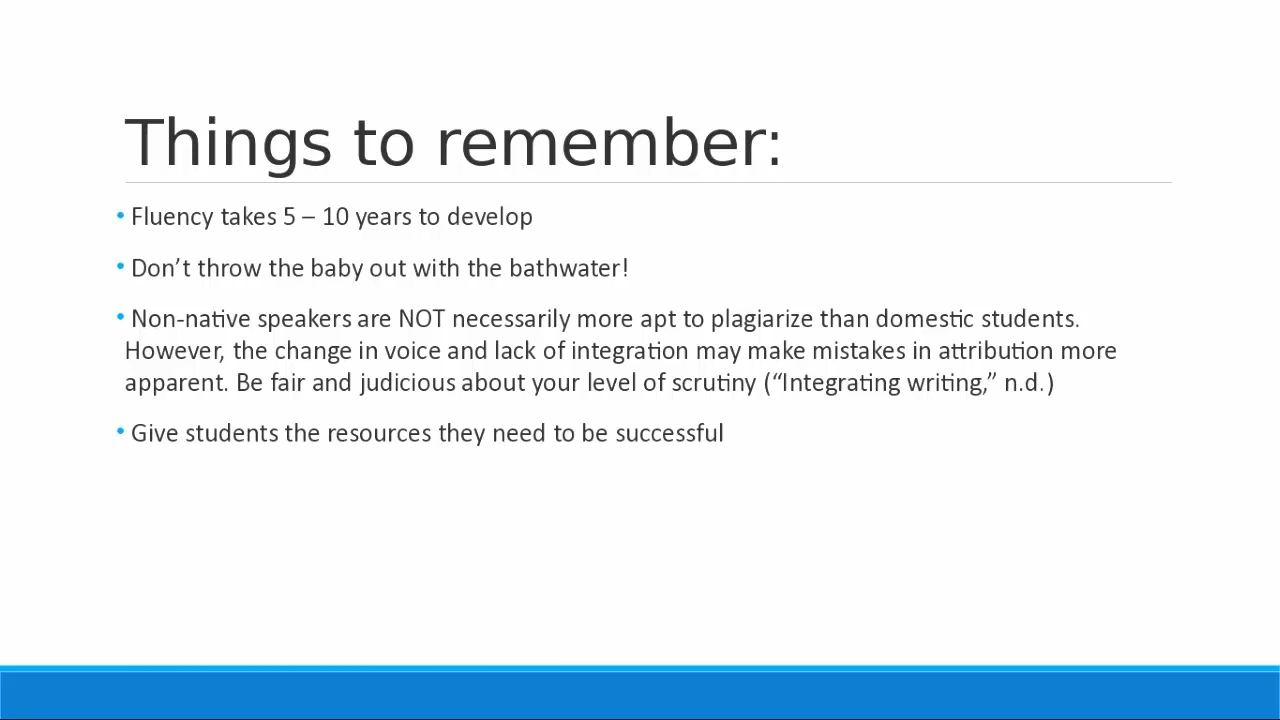 Things to remember:
• Fluency takes 5 – 10 years to develop
• Don’t throw the baby out with the bathwater!
• Non-native speakers are NOT necessarily more apt to plagiarize than domestic students.
However, the change in voice and lack of integration may make mistakes in attribution more
apparent. Be fair and judicious about your level of scrutiny (“Integrating writing,” n.d.)
• Give students the resources they need to be successful